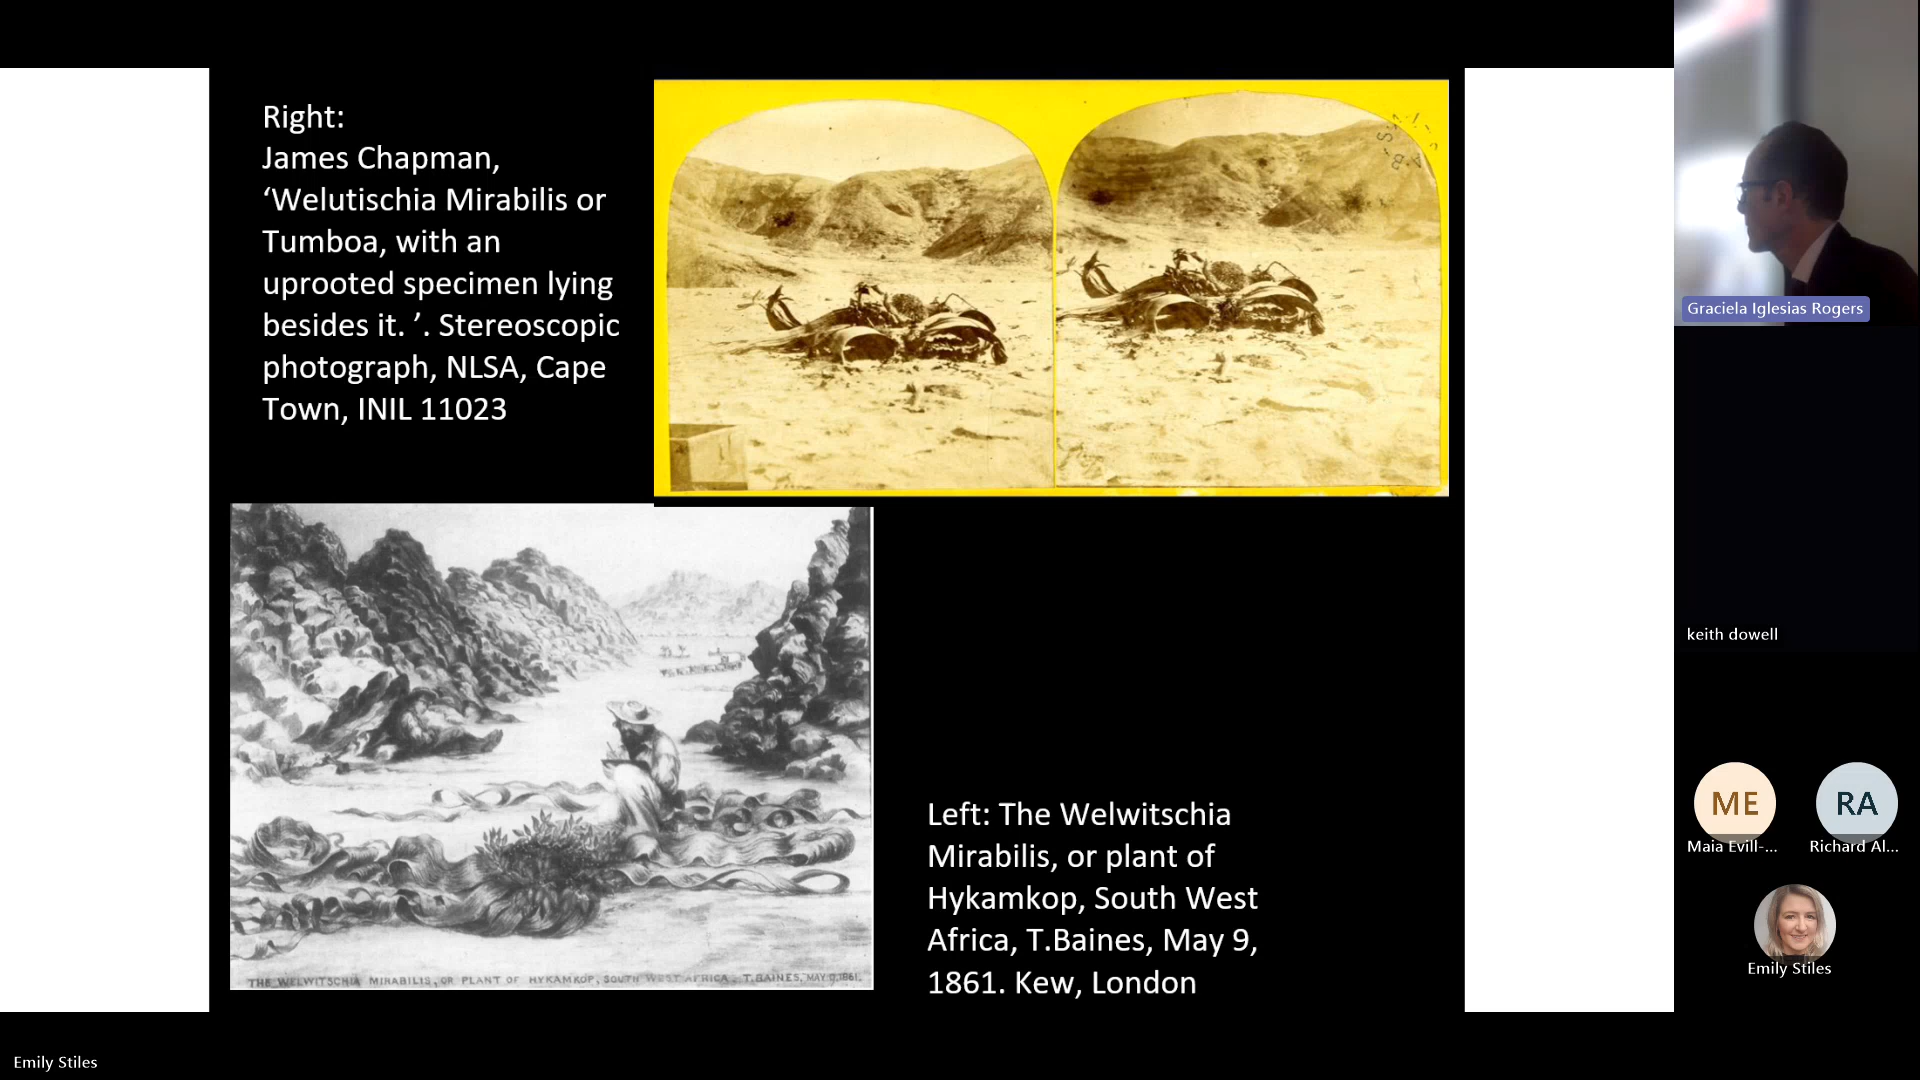 Right:
James Chapman,
‘Welutischia Mirabilis or
Tumboa, with an
uprooted specimen lying
besides it. ’. Stereoscopic
photograph, NLSA, Cape
Town, INIL 11023
THE WELWITSCHIA MIRABILIS, OR PLANT OF HYKAMKOP, SOUTH WEST AFRICA. T. BAINES, MAY 9, 1861.
Left: The Welwitschia
Mirabilis, or plant of
Hykamkop, South West
Africa, T.Baines, May 9,
1861. Kew, London
Graciela Iglesias Rogers
keith dowell
ME
RA
Maia Evill-...
Richard Al...
Emily Stiles
Emily Stiles